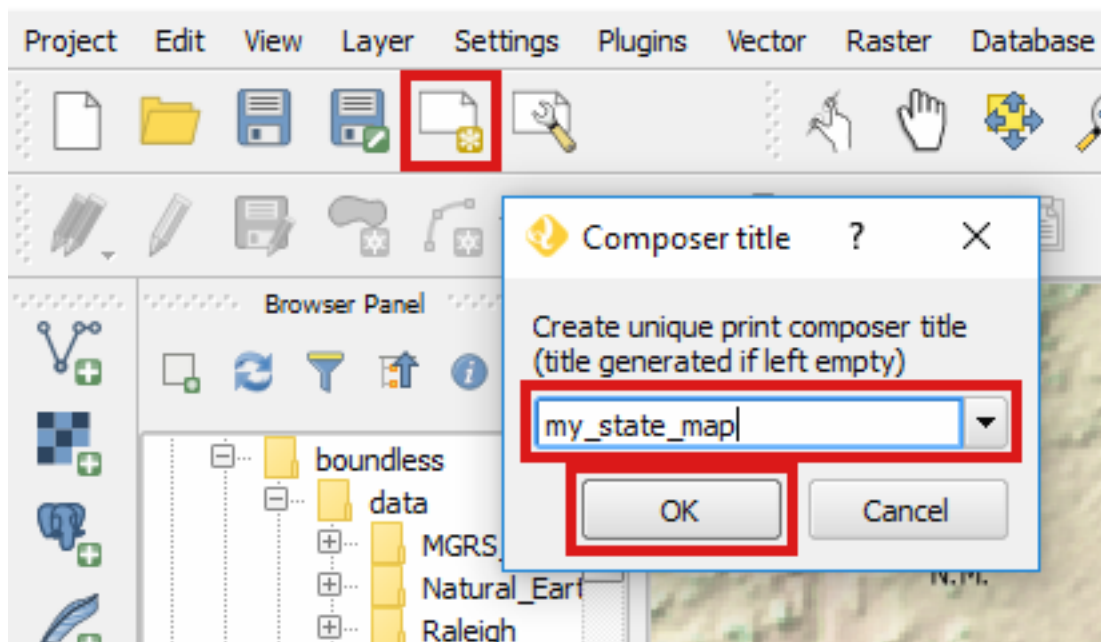 Project Edit View Layer Settings Plugins Vector Raster Database
Composer title ?
Browser Panel
Create unique print composer title
(title generated if left empty)
my_state_map
boundless
OK Cancel
data
MGRS_
Natural_Eart
N.M.
Raleigh